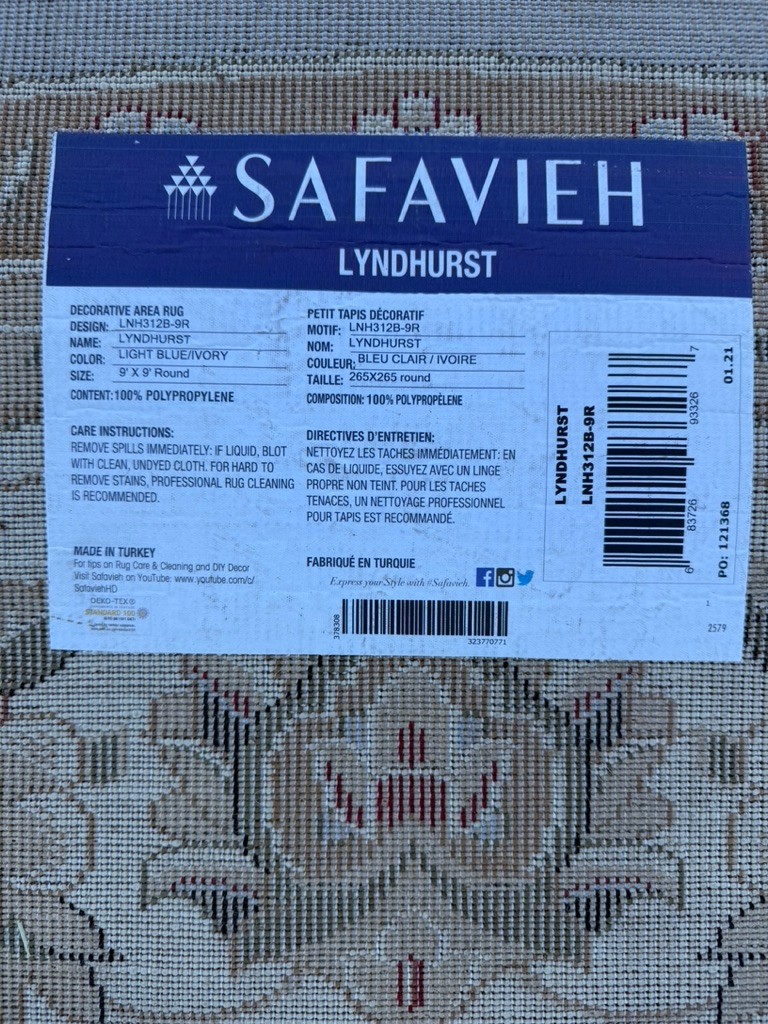 SAFAVIEH
LYNDHURST
DECORATIVE AREA RUG
DESIGN: LNH312B-9R
NAME: LYNDHURST
COLOR: LIGHT BLUE/IVORY
SIZE: 9' X 9' Round
CONTENT: 100% POLYPROPYLENE
CARE INSTRUCTIONS:
REMOVE SPILLS IMMEDIATELY: IF LIQUID, BLOT
WITH CLEAN, UNDYED CLOTH. FOR HARD TO
REMOVE STAINS, PROFESSIONAL RUG CLEANING
IS RECOMMENDED.
MADE IN TURKEY
For tips on Rug Care & Cleaning and DIY Decor
Visit Safavieh on YouTube: www.youtube.com/c/
SafaviehHD
OEKO-TEX®
STANDARD 100
PETIT TAPIS DÉCORATIF
MOTIF: LNH312B-9R
NOM: LYNDHURST
COULEUR: BLEU CLAIR / IVOIRE
TAILLE: 265X265 round
COMPOSITION: 100% POLYPROPÈLENE
DIRECTIVES D'ENTRETIEN:
NETTOYEZ LES TACHES IMMÉDIATEMENT: EN
CAS DE LIQUIDE, ESSUYEZ AVEC UN LINGE
PROPRE NON TEINT. POUR LES TACHES
TENACES, UN NETTOYAGE PROFESSIONNEL
POUR TAPIS EST RECOMMANDÉ.
FABRIQUÉ EN TURQUIE
Express your Style with #Safavieh.
378308
323770771
LYNDHURST
LNH312B-9R
6 83726 93326 7
PO: 121368 01.21
1
2579